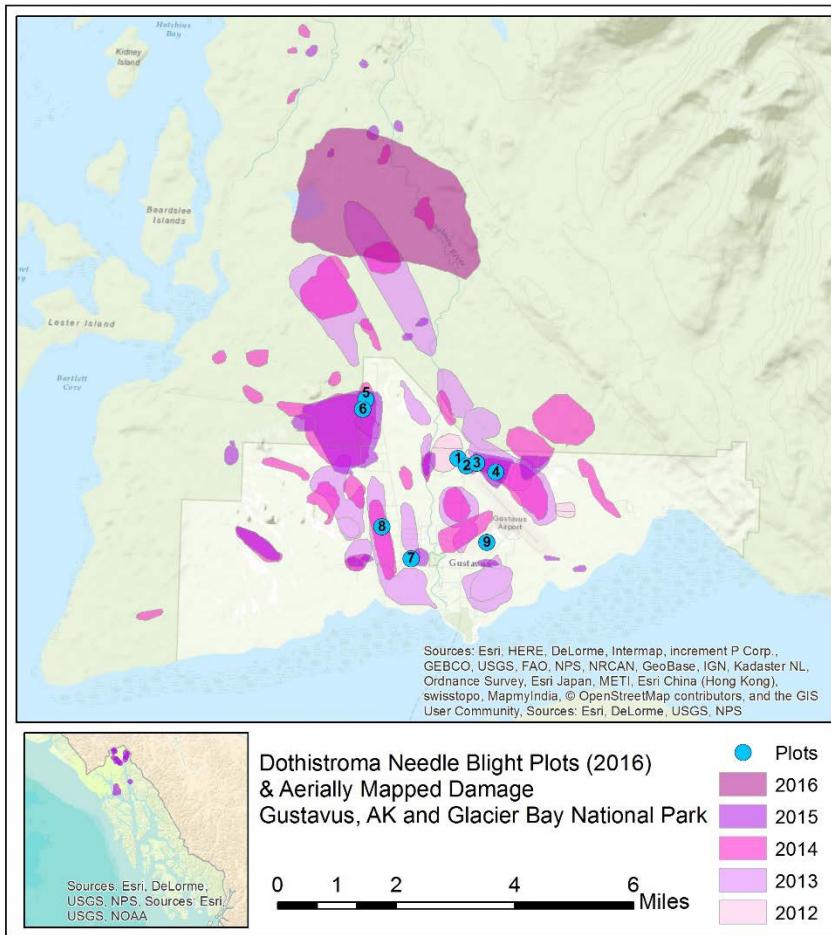 Hutchins
Bay
Kidney
Island
Beardslee
Islands
Lester Island
Bartlett
Cove
5
6
1
2
3
4
8
9
7
Gustavus
Airport
Gustavus
Sources: Esri, HERE, DeLorme, Intermap, increment P Corp.,
GEBCO, USGS, FAO, NPS, NRCAN, GeoBase, IGN, Kadaster NL,
Ordnance Survey, Esri Japan, METI, Esri China (Hong Kong),
swisstopo, MapmyIndia, © OpenStreetMap contributors, and the GIS
User Community, Sources: Esri, DeLorme, USGS, NPS
Sources: Esri, DeLorme,
USGS, NPS, Sources: Esri,
USGS, NOAA
Dothistroma Needle Blight Plots (2016)
& Aerially Mapped Damage
Gustavus, AK and Glacier Bay National Park
0 1 2 4 6
Miles
Plots
2016
2015
2014
2013
2012